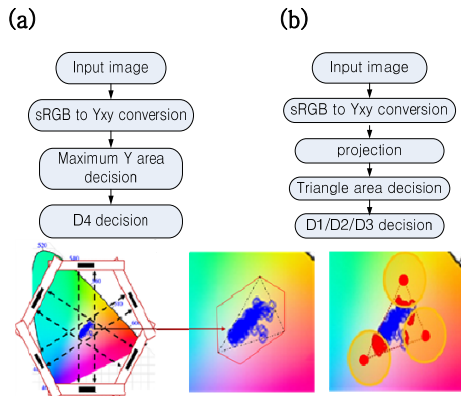 (a)
Input image
sRGB to Yxy conversion
Maximum Y area
decision
D4 decision
(b)
Input image
sRGB to Yxy conversion
projection
Triangle area decision
D1/D2/D3 decision
.520